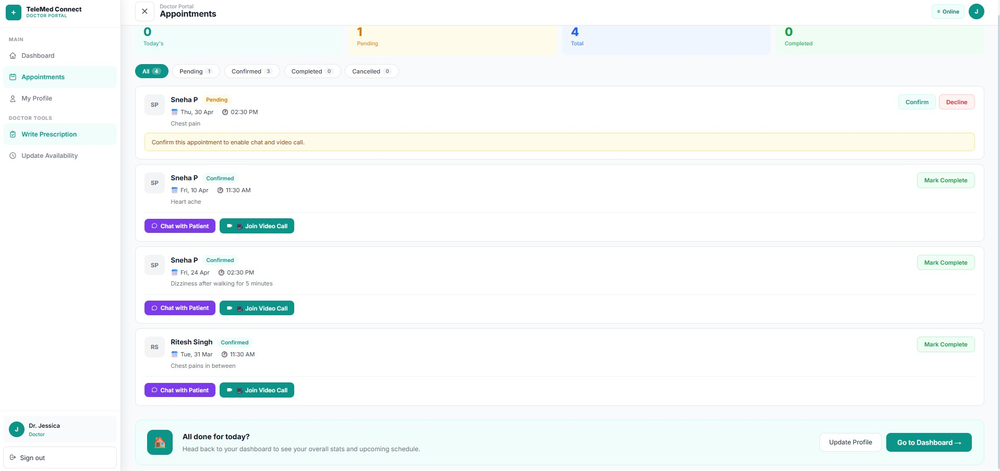 +
TeleMed Connect
DOCTOR PORTAL
MAIN
Dashboard
Appointments
My Profile
DOCTOR TOOLS
Write Prescription
Update Availability
J
Dr. Jessica
Doctor
Sign out
Doctor Portal
Appointments
Online
J
0
Today's
1
Pending
4
Total
0
Completed
All 4
Pending 1
Confirmed 3
Completed 0
Cancelled 0
SP
Sneha P Pending
Thu, 30 Apr 02:30 PM
Chest pain
Confirm
Decline
Confirm this appointment to enable chat and video call.
SP
Sneha P Confirmed
Fri, 10 Apr 11:30 AM
Heart ache
Mark Complete
Chat with Patient
Join Video Call
SP
Sneha P Confirmed
Fri, 24 Apr 02:30 PM
Dizziness after walking for 5 minutes
Mark Complete
Chat with Patient
Join Video Call
RS
Ritesh Singh Confirmed
Tue, 31 Mar 11:30 AM
Chest pains in between
Mark Complete
Chat with Patient
Join Video Call
All done for today?
Head back to your dashboard to see your overall stats and upcoming schedule.
Update Profile
Go to Dashboard →